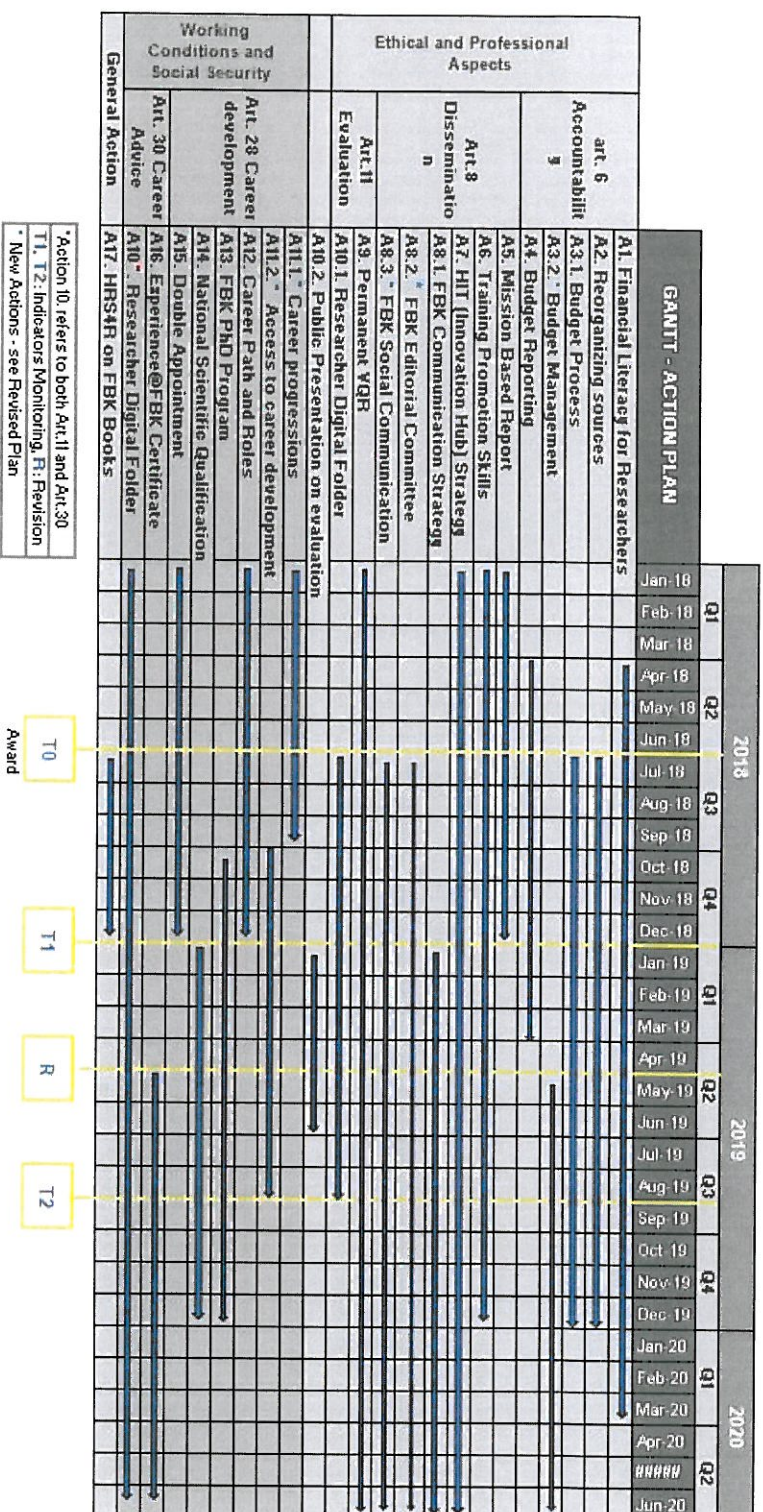 2018
2019
2020
Q1
Q2
Q3
Q4
Q1
Q2
Q3
Q4
Q1
Q2
GANTT - ACTION PLAN
Jan-18
Feb-18
Mar-18
Apr-18
May-18
Jun-18
Jul-18
Aug-18
Sep-18
Oct-18
Nov-18
Dec-18
Jan-19
Feb-19
Mar-19
Apr-19
May-19
Jun-19
Jul-19
Aug-19
Sep-19
Oct-19
Nov-19
Dec-19
Jan-20
Feb-20
Mar-20
Apr-20
######
Jun-20
Ethical and Professional
Aspects
art. 6
Accountabilit
y
A1. Financial Literacy for Researchers
A2. Reorganizing sources
A3.1. Budget Process
A3.2.* Budget Management
A4. Budget Reporting
Art.8
Disseminatio
n
A5. Mission Based Report
A6. Training Promotion Skills
A7. HIT (Innovation Hub) Strategy
A8.1. FBK Communication Strategy
A8.2. * FBK Editorial Committee
A8.3.* FBK Social Communication
Art.11
Evaluation
A9. Permanent VQR
A10.1. Researcher Digital Folder
A10.2. Public Presentation on evaluation
Working
Conditions and
Social Security
Art. 28 Career
development
A11.1.* Career progressions
A11.2.* Access to career development
A12. Career Path and Roles
A13. FBK PhD Program
A14. National Scientific Qualification
A15. Double Appointment
Art. 30 Career
Advice
A16. Experience@FBK Certificate
A10*. Researcher Digital Folder
General Action
A17. HRS4R on FBK Books
*Action 10. refers to both Art.11 and Art.30
T1, T2: Indicators Monitoring, R: Revision
* New Actions - see Revised Plan
T0
T1
R
T2
Award